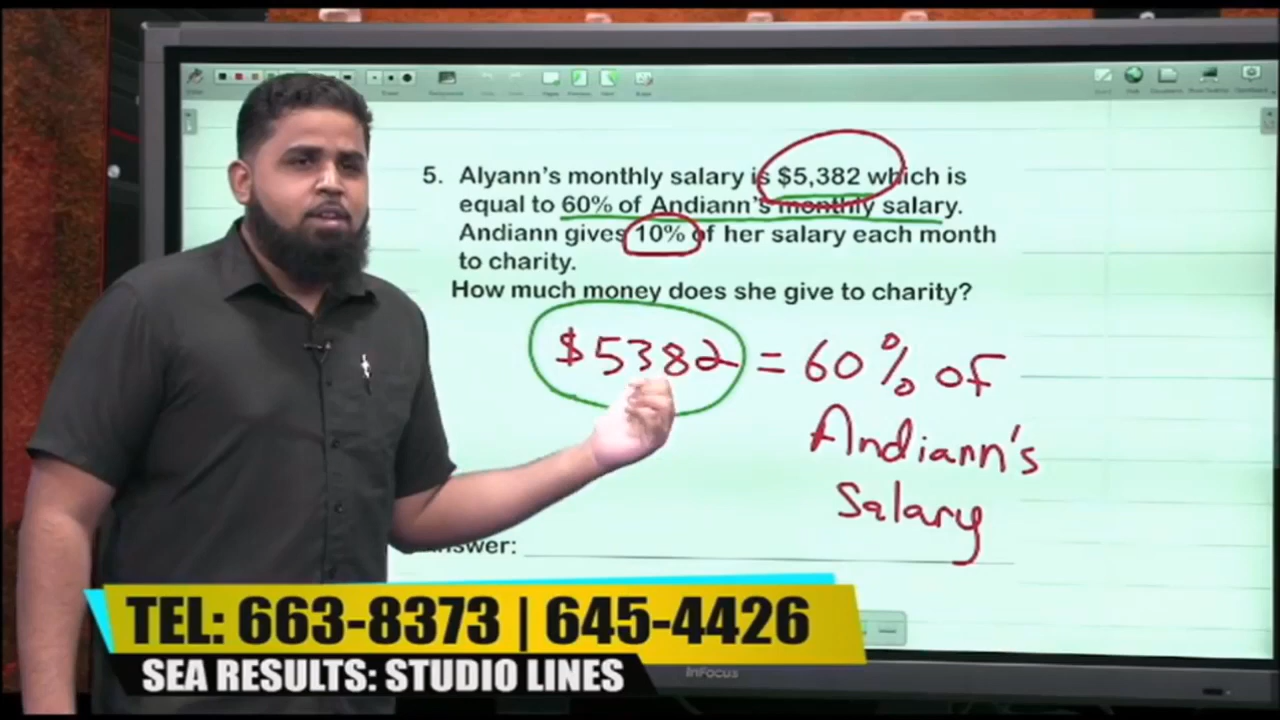 5. Alyann's monthly salary is $5,382 which is
equal to 60% of Andiann's monthly salary.
Andiann gives 10% of her salary each month
to charity.
How much money does she give to charity?
$5382 = 60% of
Andiann's
Salary
Answer:
TEL: 663-8373 | 645-4426
SEA RESULTS: STUDIO LINES
InFocus